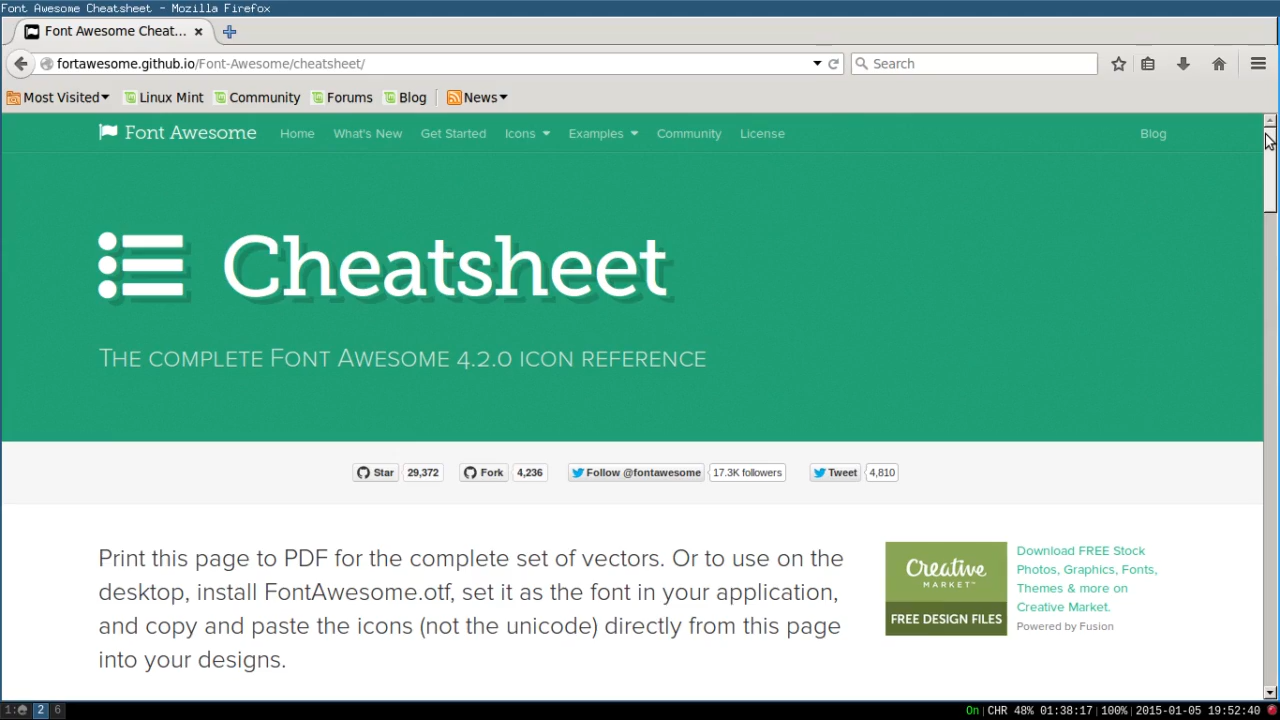 Font Awesome Cheatsheet - Mozilla Firefox
Font Awesome Cheat...
fortawesome.github.io/Font-Awesome/cheatsheet/
Search
Most Visited Linux Mint Community Forums Blog News
Font Awesome Home What's New Get Started Icons Examples Community License Blog
Cheatsheet
The complete Font Awesome 4.2.0 icon reference
Star 29,372 Fork 4,236 Follow @fontawesome 17.3K followers Tweet 4,810
Print this page to PDF for the complete set of vectors. Or to use on the
desktop, install FontAwesome.otf, set it as the font in your application,
and copy and paste the icons (not the unicode) directly from this page
into your designs.
Creative
MARKET™
FREE DESIGN FILES
Download FREE Stock
Photos, Graphics, Fonts,
Themes & more on
Creative Market.
Powered by Fusion
1: 2 6 On|CHR 48% 01:38:17|100%|2015-01-05 19:52:40